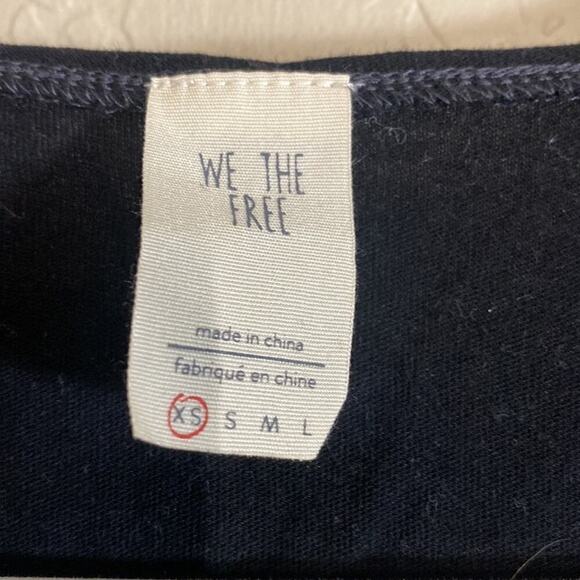 WE THE
FREE
made in china
fabriqué en chine
XS S M L